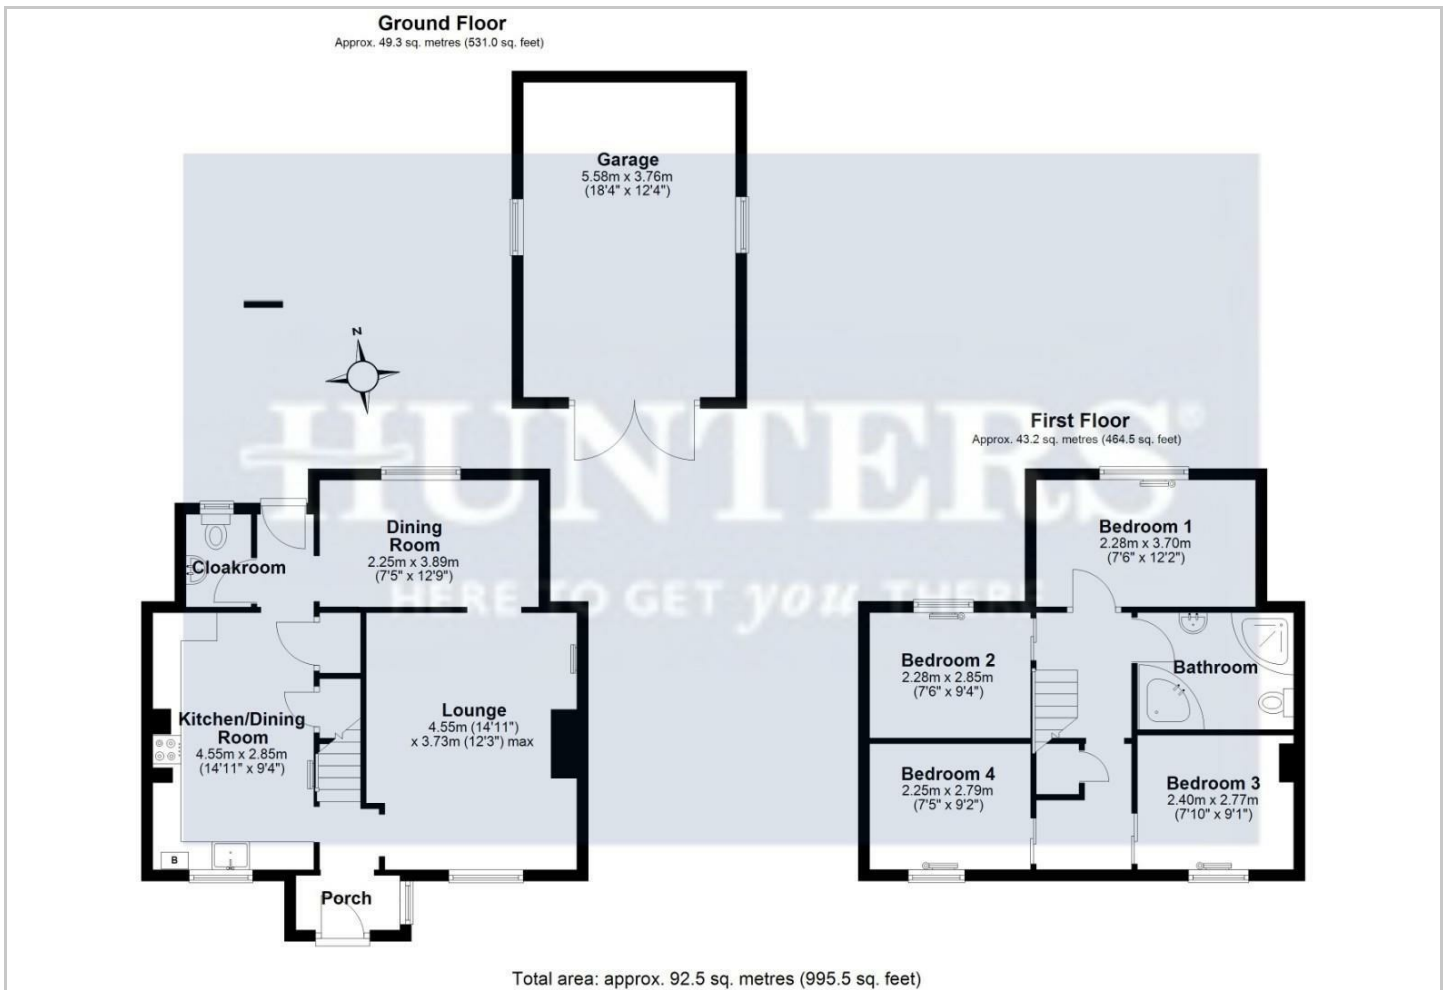 Ground Floor
Approx. 49.3 sq. metres (531.0 sq. feet)
Garage
5.58m x 3.76m
(18'4" x 12'4")
N
HUNTERS®
HERE TO GET you THERE
First Floor
Approx. 43.2 sq. metres (464.5 sq. feet)
Dining
Room
2.25m x 3.89m
(7'5" x 12'9")
Cloakroom
Kitchen/Dining
Room
4.55m x 2.85m
(14'11" x 9'4")
Lounge
4.55m (14'11")
x 3.73m (12'3") max
B
Porch
Bedroom 1
2.28m x 3.70m
(7'6" x 12'2")
Bedroom 2
2.28m x 2.85m
(7'6" x 9'4")
Bathroom
Bedroom 4
2.25m x 2.79m
(7'5" x 9'2")
Bedroom 3
2.40m x 2.77m
(7'10" x 9'1")
Total area: approx. 92.5 sq. metres (995.5 sq. feet)